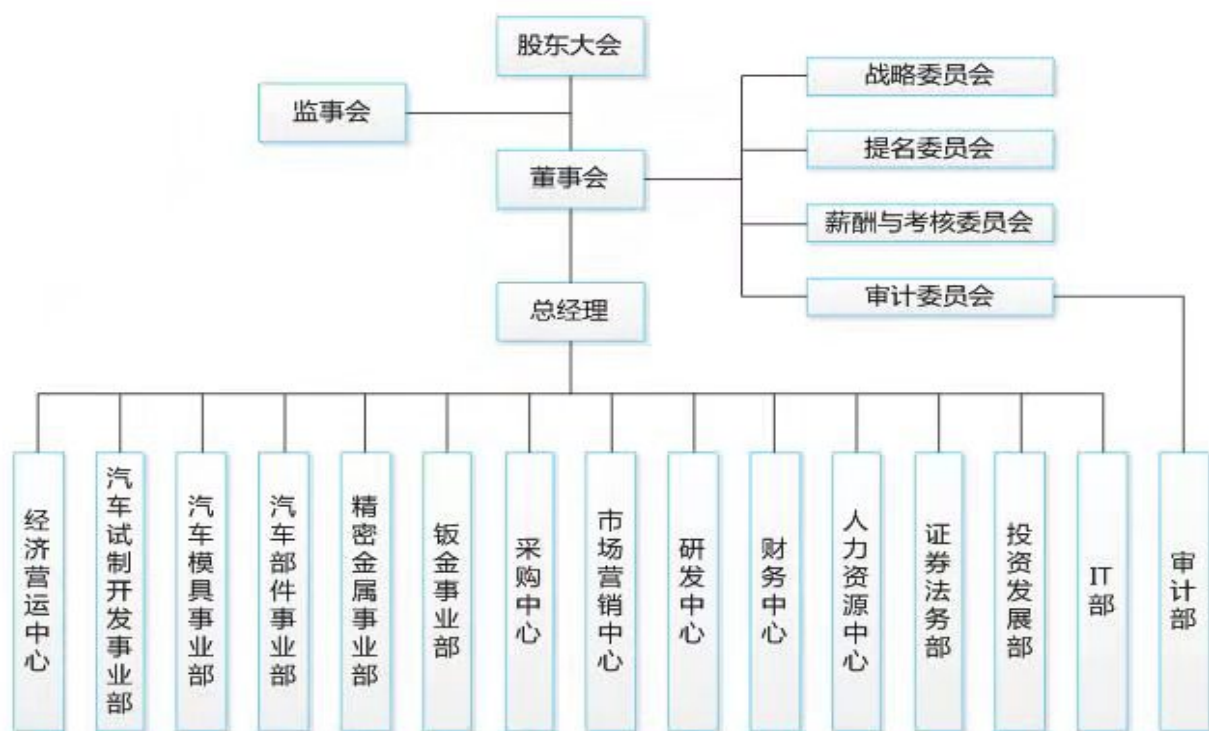 股东大会
战略委员会
监事会
提名委员会
董事会
薪酬与考核委员会
审计委员会
总经理
经济营运中心
汽车试制开发事业部
汽车模具事业部
汽车部件事业部
精密金属事业部
钣金事业部
采购中心
市场营销中心
研发中心
财务中心
人力资源中心
证券法务部
投资发展部
IT部
审计部